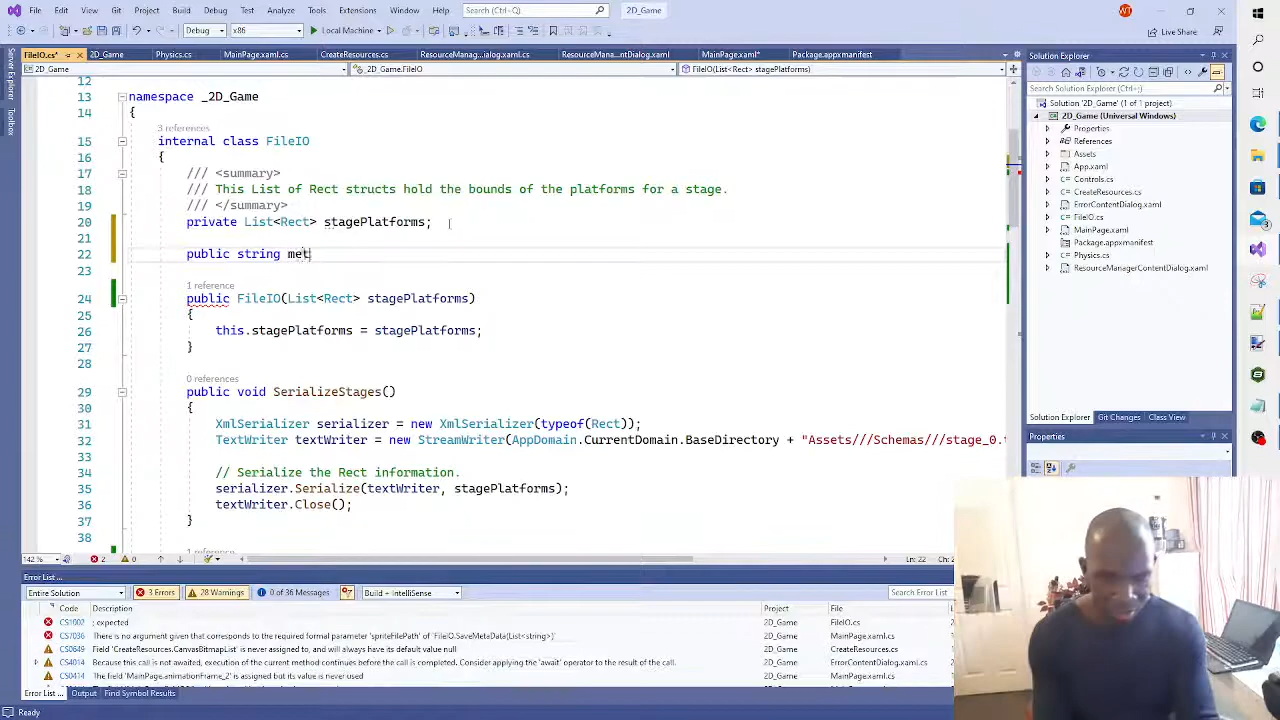 File Edit View Git Project Build Debug Test Analyze Tools Extensions Window Help Search (Ctrl+Q) 2D_Game WT
Debug Any CPU Local Machine Live Share
FileIO.cs* 2D_Game Physics.cs MainPage.xaml.cs CreateResources.cs ResourceManag...ialog.xaml.cs ResourceMana...ntDialog.xaml MainPage.xaml* Package.appxmanifest
2D_Game _2D_Game.FileIO FileIO(List<Rect> stagePlatforms)
Server Explorer
Toolbox
12
13 namespace _2D_Game
14 {
3 references
15 internal class FileIO
16 {
17 /// <summary>
18 /// This List of Rect structs hold the bounds of the platforms for a stage.
19 /// </summary>
20 private List<Rect> stagePlatforms;
21
22 public string met
23
1 reference
24 public FileIO(List<Rect> stagePlatforms)
25 {
26 this.stagePlatforms = stagePlatforms;
27 }
28
0 references
29 public void SerializeStages()
30 {
31 XmlSerializer serializer = new XmlSerializer(typeof(Rect));
32 TextWriter textWriter = new StreamWriter(AppDomain.CurrentDomain.BaseDirectory + "Assets///Schemas///stage_0.
33
34 // Serialize the Rect information.
35 serializer.Serialize(textWriter, stagePlatforms);
36 textWriter.Close();
37 }
38
1 reference
142 % 2 0 Ln: 22
Solution Explorer
Search Solution Explorer (Ctrl+;)
Solution '2D_Game' (1 of 1 project)
2D_Game (Universal Windows)
Properties
References
Assets
App.xaml
Controls.cs
CreateResources.cs
ErrorContentDialog.xaml
FileIO.cs
MainPage.xaml
Package.appxmanifest
Physics.cs
ResourceManagerContentDialog.xaml
Solution Explorer Git Changes Class View
Properties
Error List ...
Entire Solution 3 Errors 28 Warnings 0 of 36 Messages Build + IntelliSense Search Error List
Code Description Project File
CS1002 ; expected 2D_Game FileIO.cs
CS7036 There is no argument given that corresponds to the required formal parameter 'spriteFilePath' of 'FileIO.SaveMetaData(List<string>)' 2D_Game MainPage.xaml.cs
CS0649 Field 'CreateResources.CanvasBitmapList' is never assigned to, and will always have its default value null 2D_Game CreateResources.cs
CS4014 Because this call is not awaited, execution of the current method continues before the call is completed. Consider applying the 'await' operator to the result of the call. 2D_Game ErrorContentDialog.xaml.cs
CS0414 The field 'MainPage.animationFrame_2' is assigned but its value is never used 2D_Game MainPage.xaml.cs
Error List ... Output Find Symbol Results
Ready